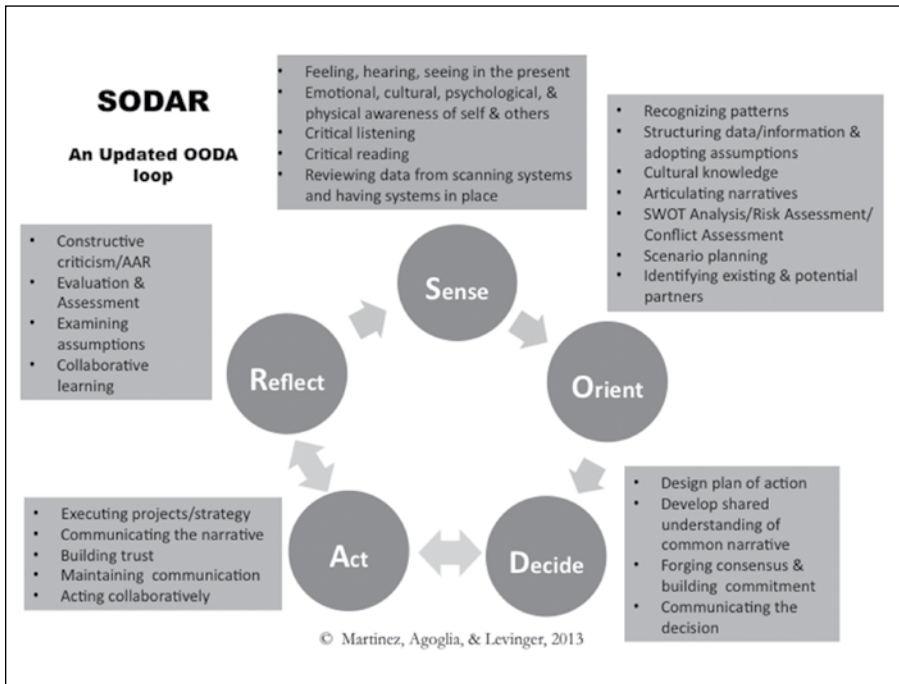 SODAR
An Updated OODA
loop
• Feeling, hearing, seeing in the present
• Emotional, cultural, psychological, &
physical awareness of self & others
• Critical listening
• Critical reading
• Reviewing data from scanning systems
and having systems in place
• Recognizing patterns
• Structuring data/information &
adopting assumptions
• Cultural knowledge
• Articulating narratives
• SWOT Analysis/Risk Assessment/
Conflict Assessment
• Scenario planning
• Identifying existing & potential
partners
• Constructive
criticism/AAR
• Evaluation &
Assessment
• Examining
assumptions
• Collaborative
learning
Sense
Reflect
Orient
• Design plan of action
• Develop shared
understanding of
common narrative
• Forging consensus &
building commitment
• Communicating the
decision
• Executing projects/strategy
• Communicating the narrative
• Building trust
• Maintaining communication
• Acting collaboratively
Act
Decide
© Martinez, Agoglia, & Levinger, 2013